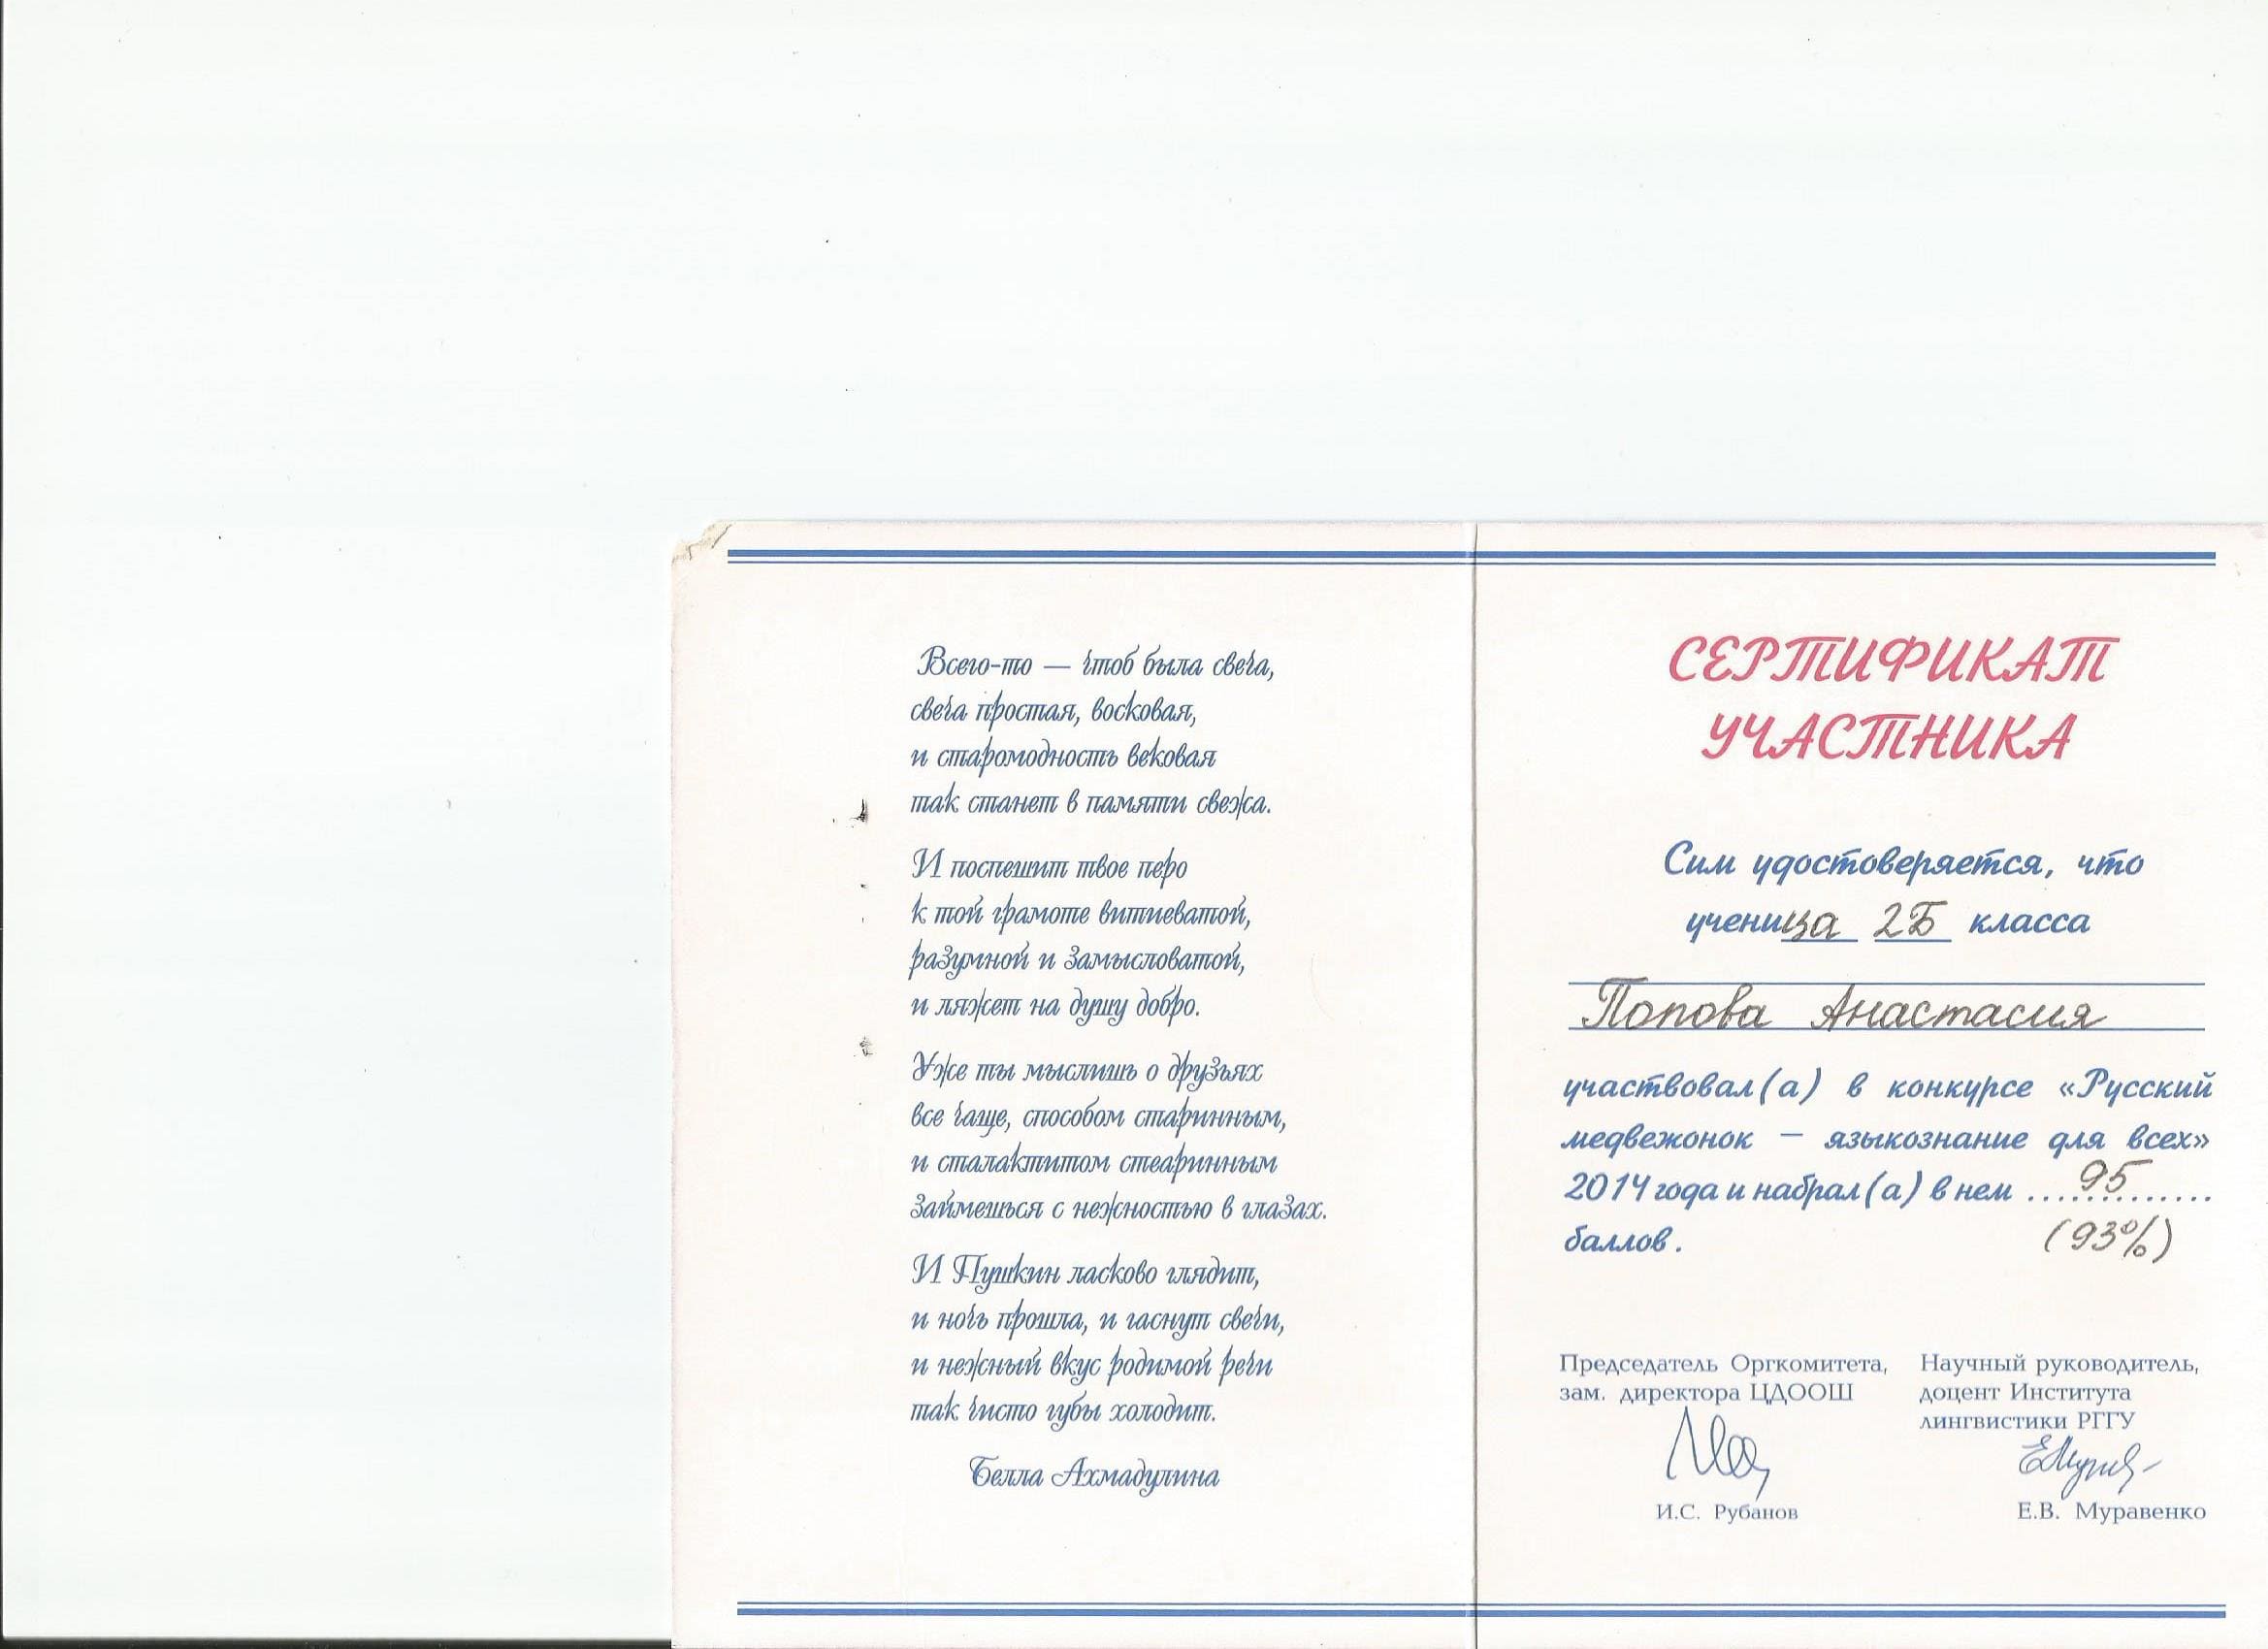 Всего-то — чтоб была свеча,
свеча простая, восковая,
и старомодность вековая
так станет в памяти свежа.
И поспешит твое перо
к той грамоте витиеватой,
разумной и замысловатой,
и ляжет на душу добро.
Уже ты мыслишь о друзьях
все чаще, способом старинным,
и сталактитом стеаринным
займешься с нежностью в глазах.
И Пушкин ласково глядит,
и ночь прошла, и гаснут свечи,
и нежный вкус родимой речи
так чисто губы холодит.
Белла Ахмадулина
СЕРТИФИКАТ
УЧАСТНИКА
Сим удостоверяется, что
ученица 2Б класса
Попова Анастасия
участвовал(а) в конкурсе «Русский
медвежонок – языкознание для всех»
2014 года и набрал(а) в нем 95
баллов. (93%)
Председатель Оргкомитета,
зам. директора ЦДООШ
И.С. Рубанов
Научный руководитель,
доцент Института
лингвистики РГГУ
Е.В. Муравенко